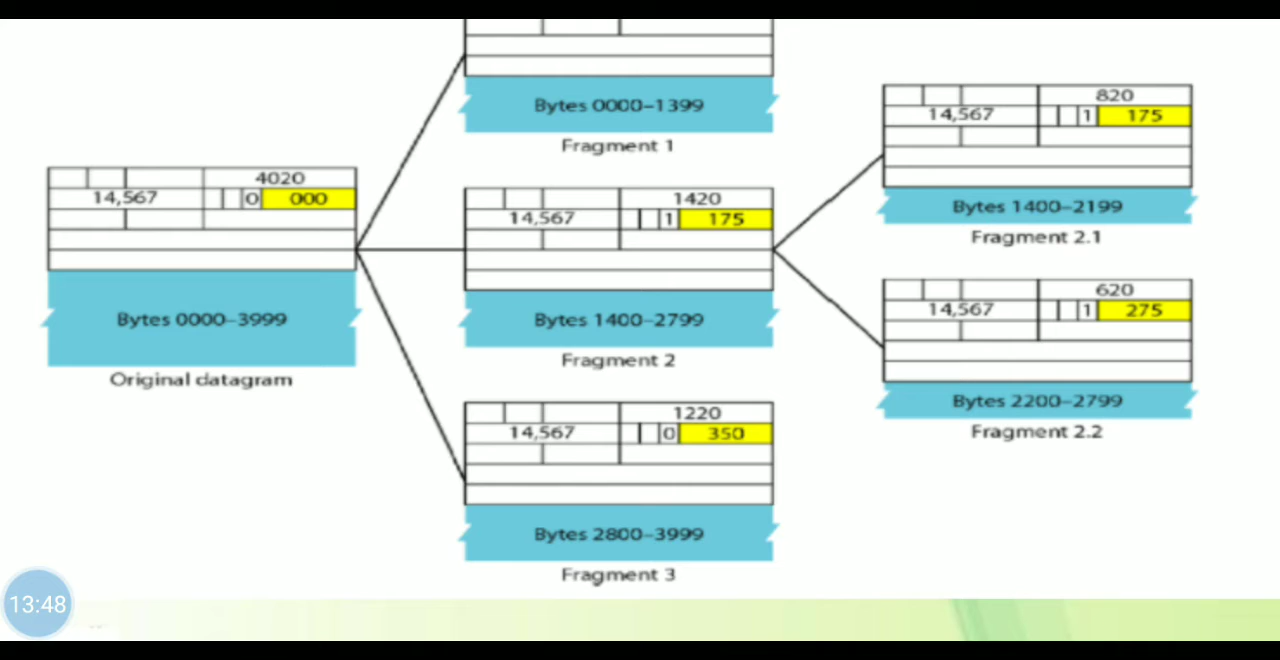 4020
14,567 0 000
Bytes 0000–3999
Original datagram
Bytes 0000–1399
Fragment 1
1420
14,567 1 175
Bytes 1400–2799
Fragment 2
1220
14,567 0 350
Bytes 2800–3999
Fragment 3
820
14,567 1 175
Bytes 1400–2199
Fragment 2.1
620
14,567 1 275
Bytes 2200–2799
Fragment 2.2
13:48